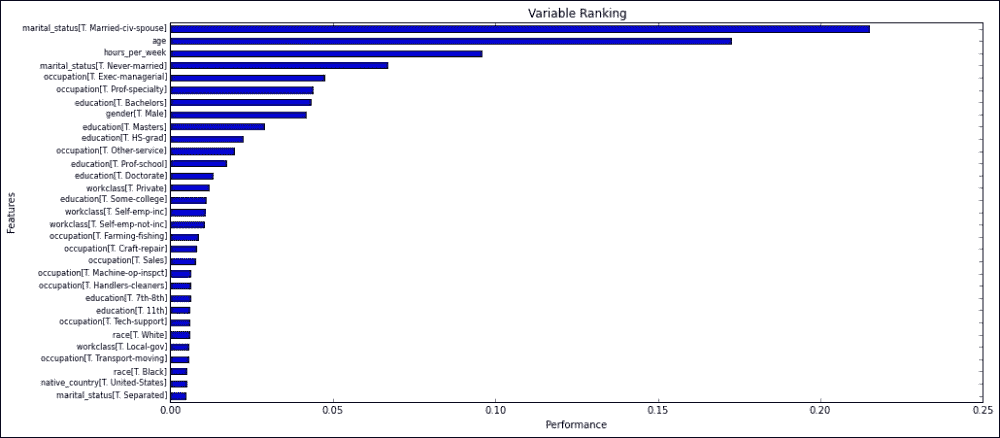 Variable Ranking
marital_status[T. Married-civ-spouse]
age
hours_per_week
marital_status[T. Never-married]
occupation[T. Exec-managerial]
occupation[T. Prof-specialty]
education[T. Bachelors]
gender[T. Male]
education[T. Masters]
education[T. HS-grad]
occupation[T. Other-service]
education[T. Prof-school]
education[T. Doctorate]
workclass[T. Private]
education[T. Some-college]
workclass[T. Self-emp-inc]
workclass[T. Self-emp-not-inc]
occupation[T. Farming-fishing]
occupation[T. Craft-repair]
occupation[T. Sales]
occupation[T. Machine-op-inspct]
occupation[T. Handlers-cleaners]
education[T. 7th-8th]
education[T. 11th]
occupation[T. Tech-support]
race[T. White]
workclass[T. Local-gov]
occupation[T. Transport-moving]
race[T. Black]
native_country[T. United-States]
marital_status[T. Separated]
Features
0.00 0.05 0.10 0.15 0.20 0.25
Performance